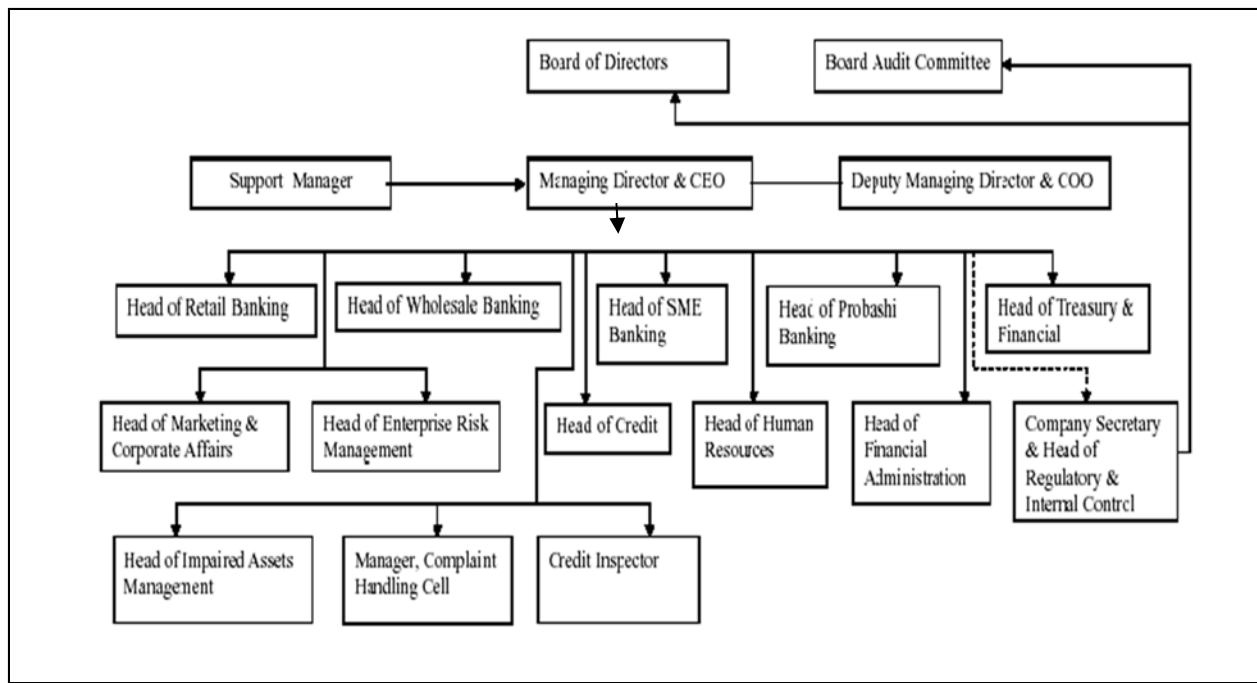 Board of Directors
Board Audit Committee
Support Manager
Managing Director & CEO
Deputy Managing Director & COO
Head of Retail Banking
Head of Wholesale Banking
Head of SME
Banking
Head of Probashi
Banking
Head of Treasury &
Financial
Head of Marketing &
Corporate Affairs
Head of Enterprise Risk
Management
Head of Credit
Head of Human
Resources
Head of
Financial
Administration
Company Secretary
& Head of
Regulatory &
Internal Control
Head of Impaired Assets
Management
Manager, Complaint
Handling Cell
Credit Inspector